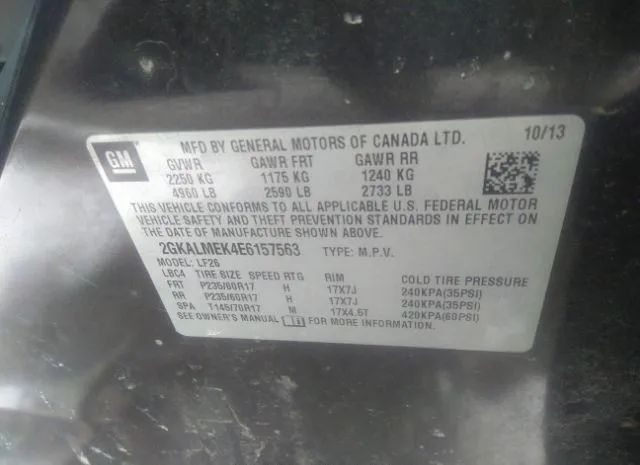 GM
MFD BY GENERAL MOTORS OF CANADA LTD. 10/13
GVWR GAWR FRT GAWR RR
2250 KG 1175 KG 1240 KG
4960 LB 2590 LB 2733 LB
THIS VEHICLE CONFORMS TO ALL APPLICABLE U.S. FEDERAL MOTOR
VEHICLE SAFETY AND THEFT PREVENTION STANDARDS IN EFFECT ON
THE DATE OF MANUFACTURE SHOWN ABOVE.
2GKALMEK4E6157563 TYPE: M.P.V.
MODEL: LF26
LBC4 TIRE SIZE SPEED RTG RIM COLD TIRE PRESSURE
FRT P235/60R17 H 17X7J 240KPA(35PSI)
RR P235/60R17 H 17X7J 240KPA(35PSI)
SPA T145/70R17 M 17X4.5T 420KPA(60PSI)
SEE OWNER'S MANUAL FOR MORE INFORMATION.